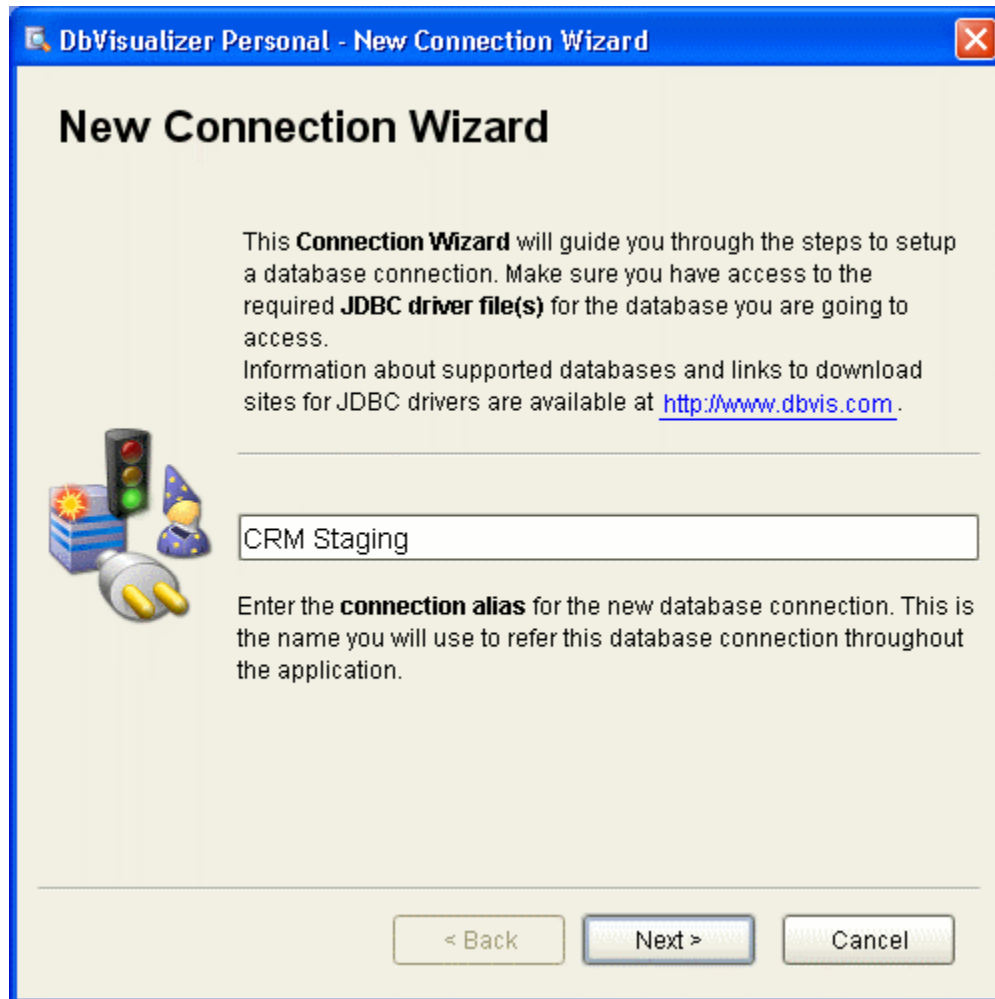 DbVisualizer Personal - New Connection Wizard
New Connection Wizard
This Connection Wizard will guide you through the steps to setup
a database connection. Make sure you have access to the
required JDBC driver file(s) for the database you are going to
access.
Information about supported databases and links to download
sites for JDBC drivers are available at http://www.dbvis.com.
CRM Staging
Enter the connection alias for the new database connection. This is
the name you will use to refer this database connection throughout
the application.
< Back
Next >
Cancel